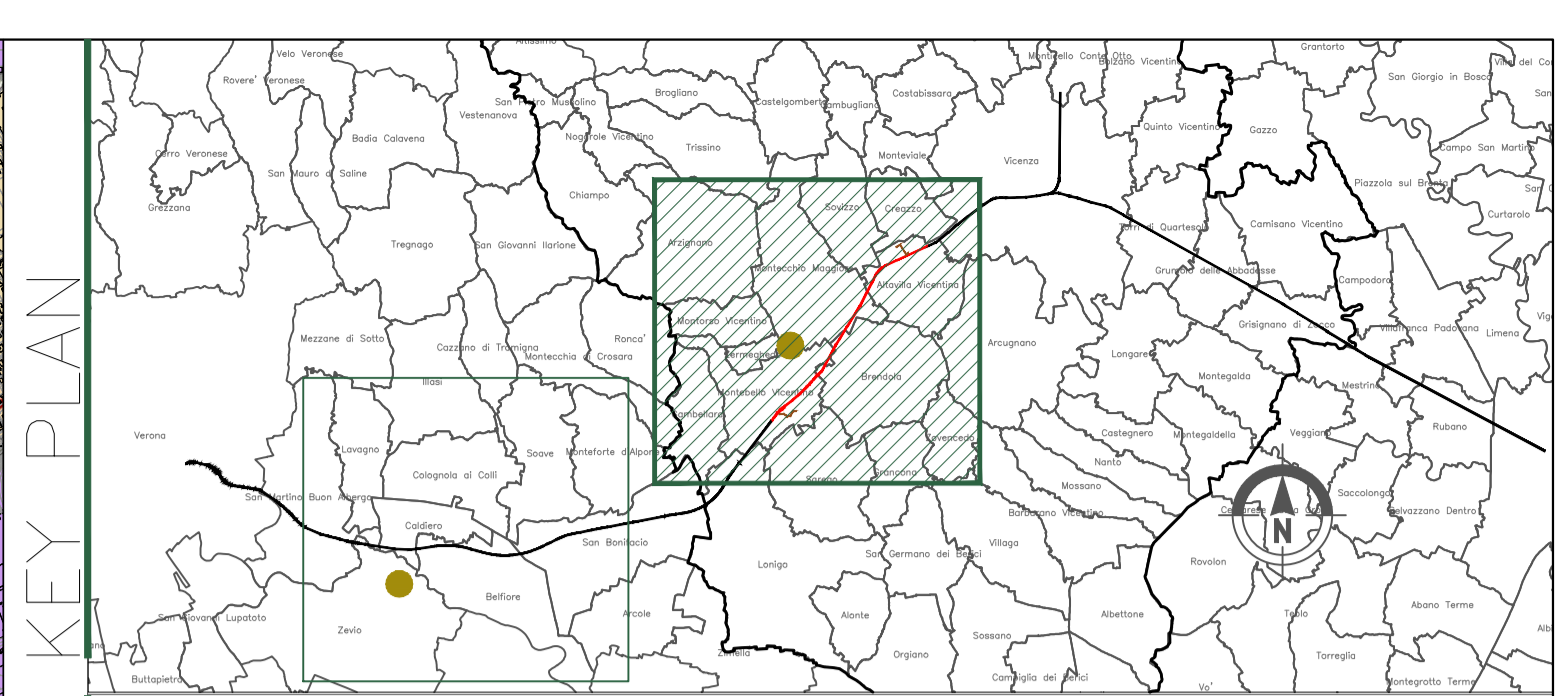 KEY PLAN
Velo Veronese
Grantorto
Bolzano Vicentin
San Giorgio in Bosco
Rovere' Veronese
Brogliano
Costabissara
San Pietro Mussolino
Castelgomberto
Vestenanova
Quinto Vicentino
Gazzo
Badia Calavena
Nogarole Vicentino
Trissino
Campo San Martino
Cerro Veronese
Monteviale
Vicenza
San Mauro di Saline
Piazzola sul Brenta
Chiampo
Grezzana
Sovizzo
Creazzo
Curtarolo
Camisano Vicentino
Torri di Quartesolo
Arzignano
Tregnago
San Giovanni Ilarione
Montecchio Maggiore
Grumolo delle Abbadesse
Campodoro
Altavilla Vicentina
Montorso Vicentino
Grisignano di Zocco
Villafranca Padovana
Limena
Mezzane di Sotto
Ronca'
Arcugnano
Cazzano di Tramigna
Montecchia di Crosara
Zermeghedo
Longare
Brendola
Montegalda
Illasi
Mestrino
Montebello Vicentino
Gambellara
Rubano
Verona
Castegnero
Montegaldella
Veggiano
Zovencedo
Lavagno
Soave
Monteforte d'Alpone
Nanto
Colognola ai Colli
Grancona
Sarego
Mossano
Saccolongo
San Martino Buon Albergo
Selvazzano Dentro
Barbarano Vicentino
Caldiero
N
San Bonifacio
Villaga
San Germano dei Berici
Lonigo
Rovolon
Belfiore
Abano Terme
Arcole
Alonte
Albettone
Teolo
San Giovanni Lupatoto
Zevio
Sossano
Zimella
Orgiano
Torreglia
Buttapietra
Campiglia dei Berici
Montegrotto Terme
Vo'